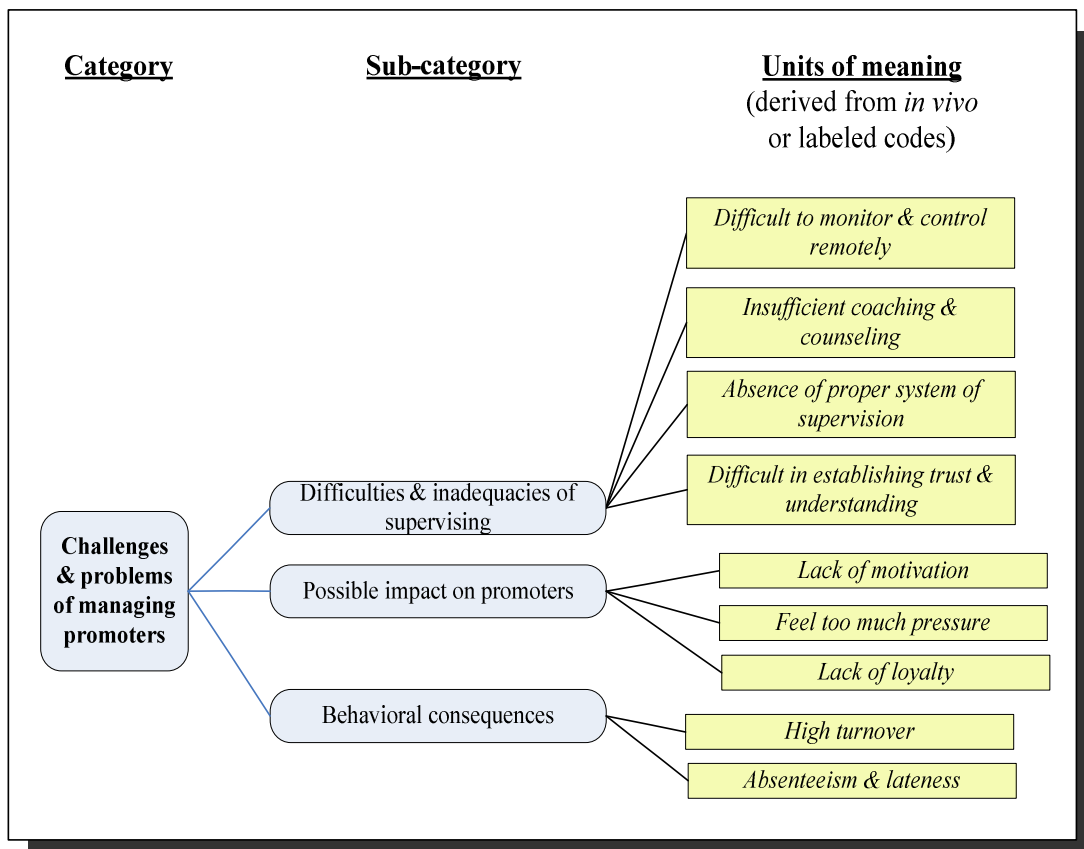 Category
Sub-category
Units of meaning
(derived from in vivo
or labeled codes)
Difficult to monitor & control
remotely
Insufficient coaching &
counseling
Absence of proper system of
supervision
Difficult in establishing trust &
understanding
Difficulties & inadequacies of
supervising
Challenges
& problems
of managing
promoters
Possible impact on promoters
Lack of motivation
Feel too much pressure
Lack of loyalty
Behavioral consequences
High turnover
Absenteeism & lateness